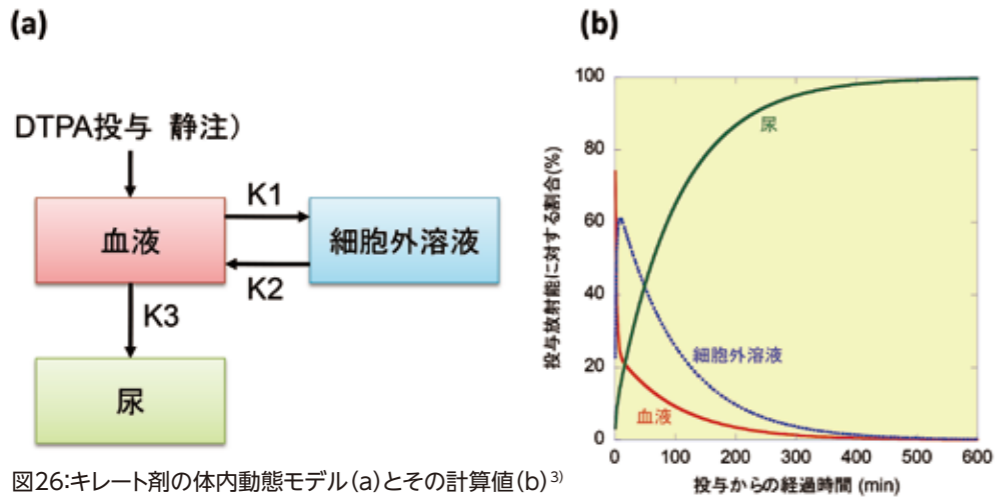 (a)
DTPA投与 静注）
血液
K1
K2
細胞外溶液
K3
尿
(b)
投与放射能に対する割合(%)
100
80
60
40
20
0
尿
細胞外溶液
血液
0 100 200 300 400 500 600
投与からの経過時間 (min)
図26:キレート剤の体内動態モデル(a)とその計算値(b) 3)